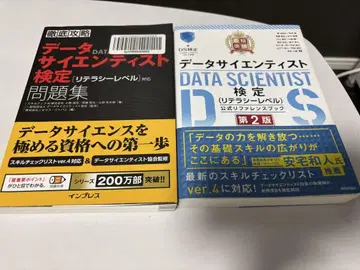 徹底攻略
データ
サイエンティスト
検定
[リテラシーレベル]対応
問題集
データサイエンスを
極める資格への第一歩
スキルチェックリストver.4対応
&
データサイエンティスト協会監修
シリーズ200万部突破!!
インプレス
データサイエンティスト
DATA SCIENTIST
検定
[リテラシーレベル]
公式リファレンスブック
第2版
DS
「データの力を解き放つ……
その基礎スキルの広がりが
ここにある」
安宅和人氏
推薦
最新のスキルチェックリスト
ver.4に対応!